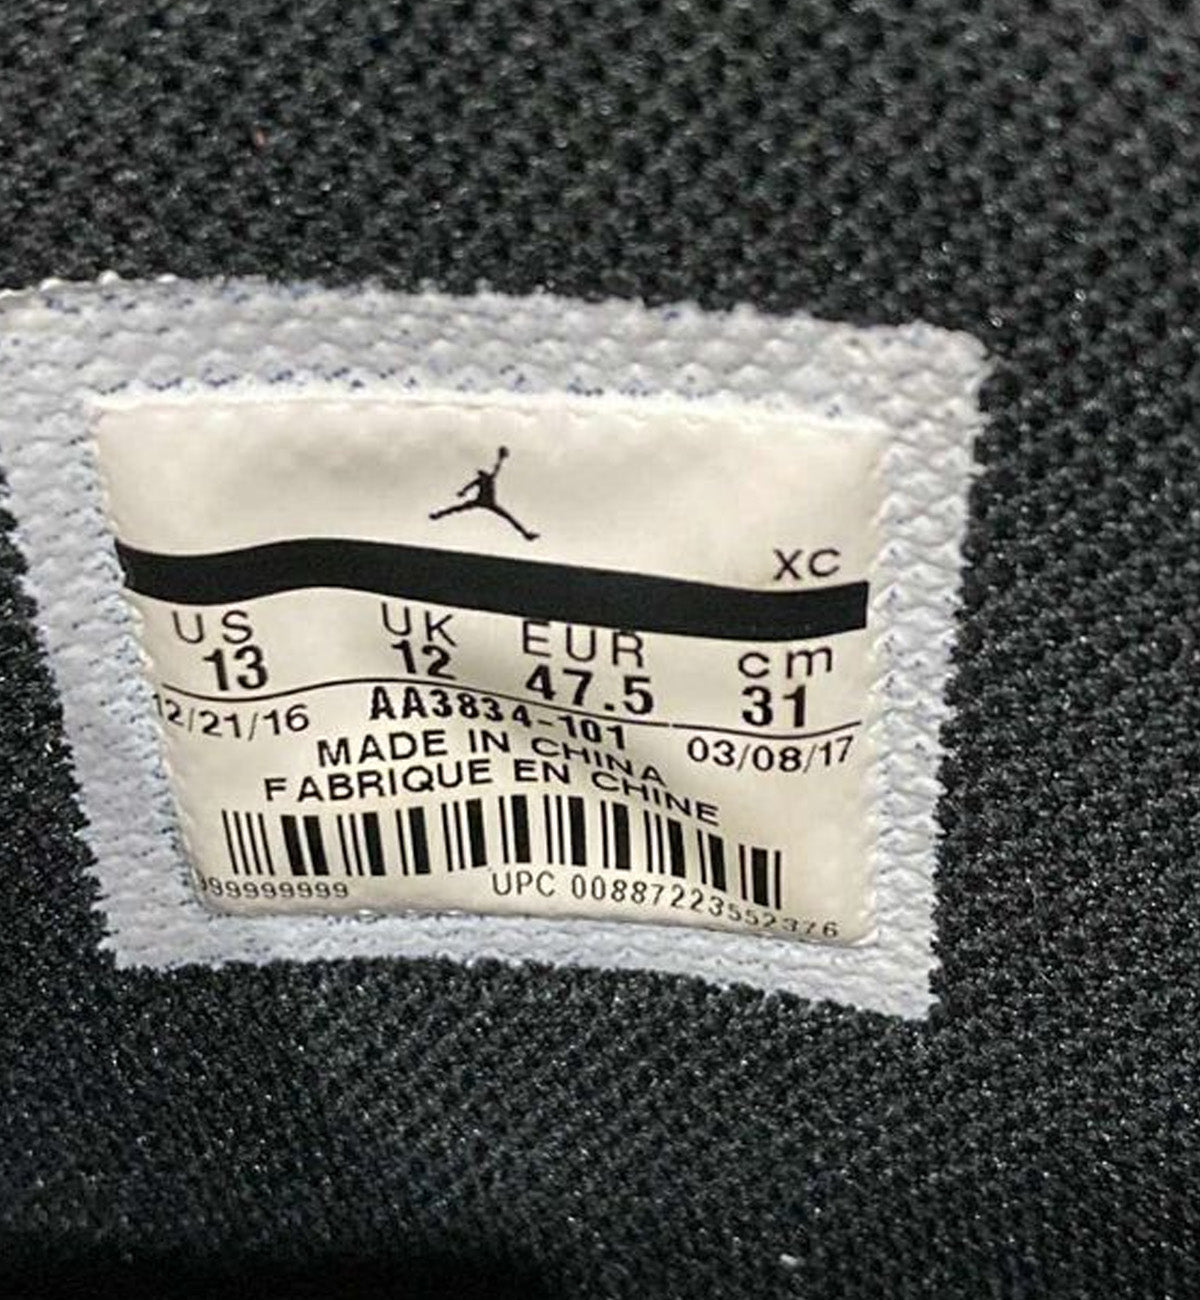 XC
US UK EUR cm
13 12 47.5 31
12/21/16 AA3834-101 03/08/17
MADE IN CHINA
FABRIQUE EN CHINE
999999999 UPC 00887223552376